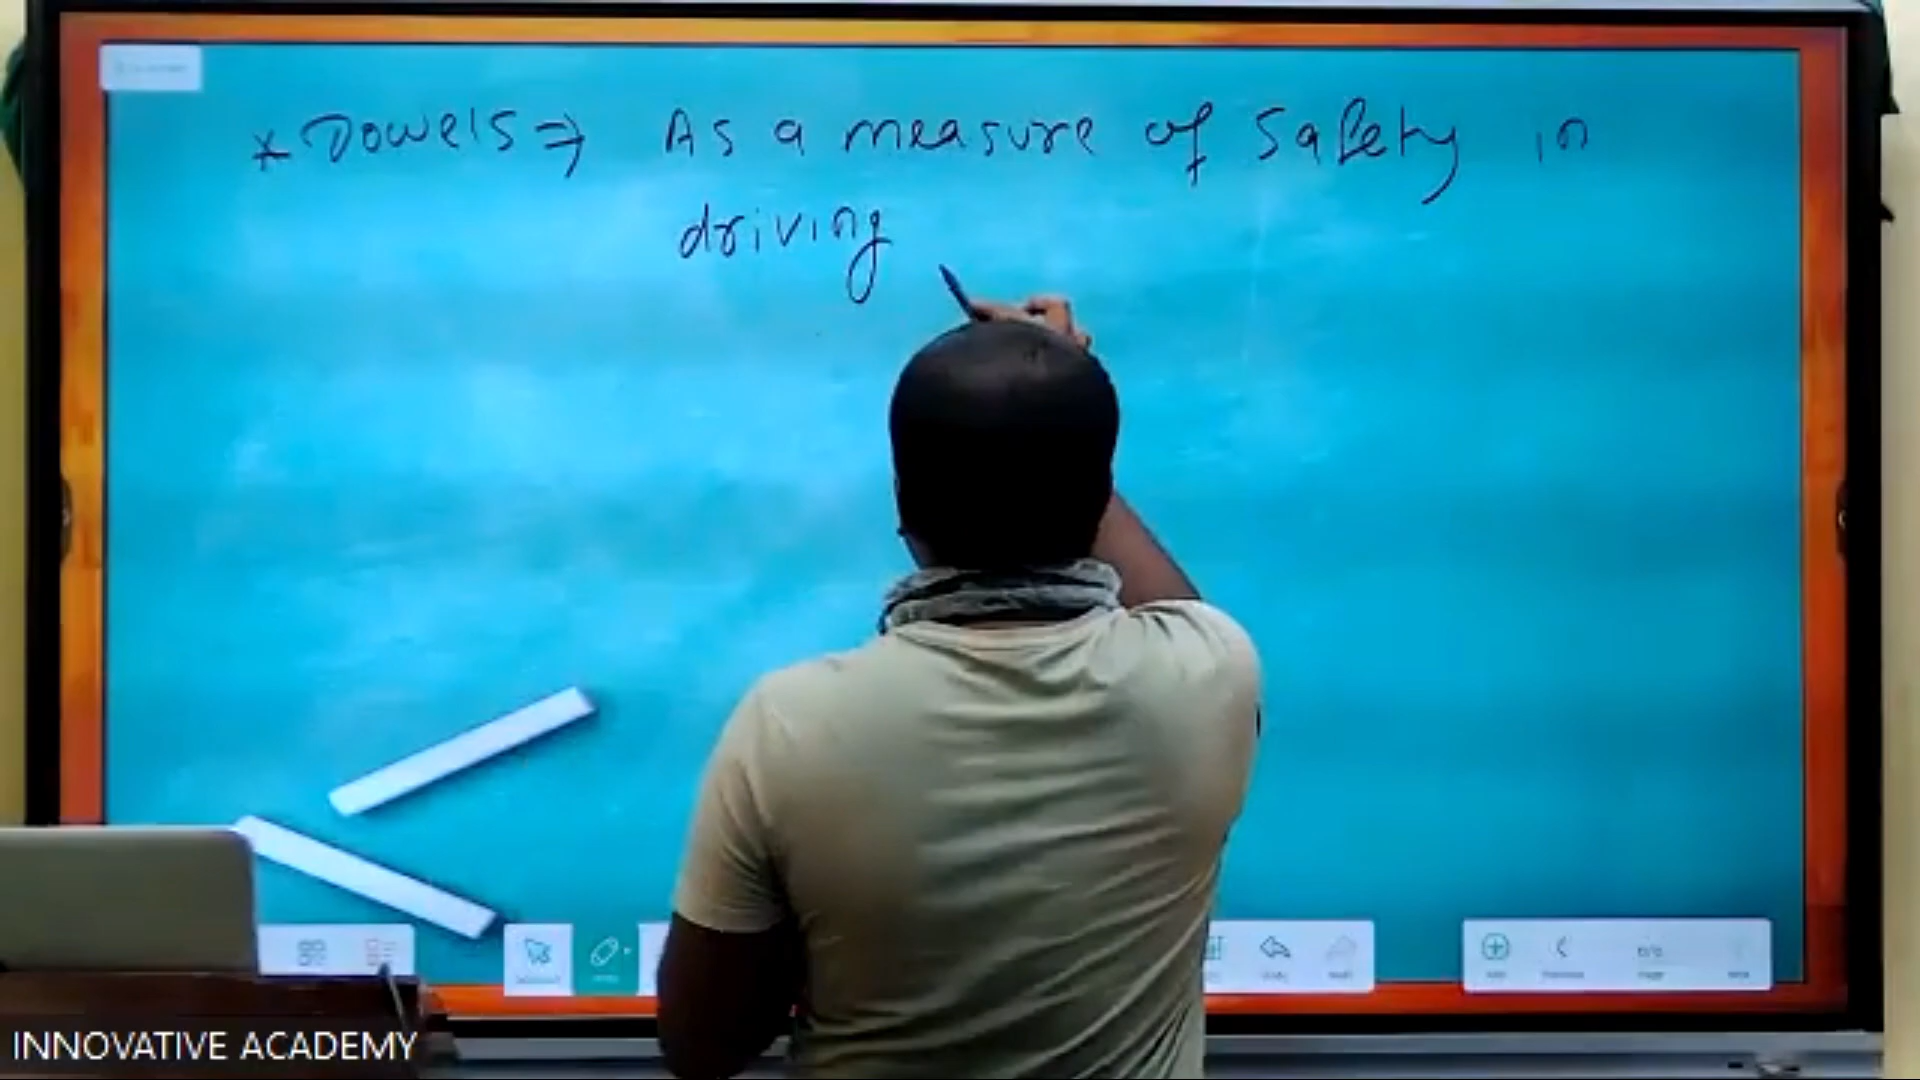 * Dowels ⇒ As a measure of Safety in
driving
INNOVATIVE ACADEMY